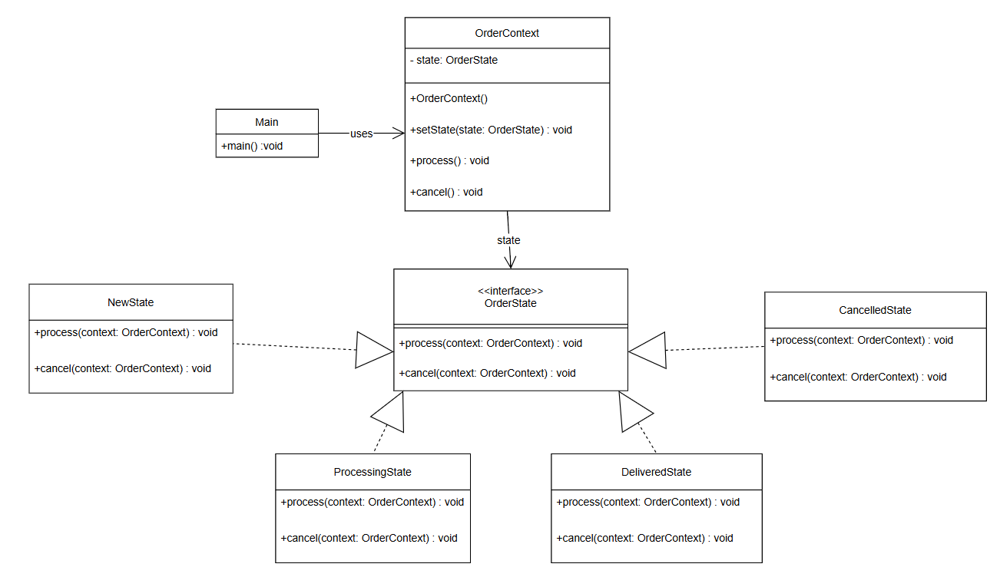 OrderContext
- state: OrderState
+OrderContext()
+setState(state: OrderState) : void
+process() : void
+cancel() : void
Main
+main() :void
uses
state
<<interface>>
OrderState
+process(context: OrderContext) : void
+cancel(context: OrderContext) : void
NewState
+process(context: OrderContext) : void
+cancel(context: OrderContext) : void
CancelledState
+process(context: OrderContext) : void
+cancel(context: OrderContext) : void
ProcessingState
+process(context: OrderContext) : void
+cancel(context: OrderContext) : void
DeliveredState
+process(context: OrderContext) : void
+cancel(context: OrderContext) : void